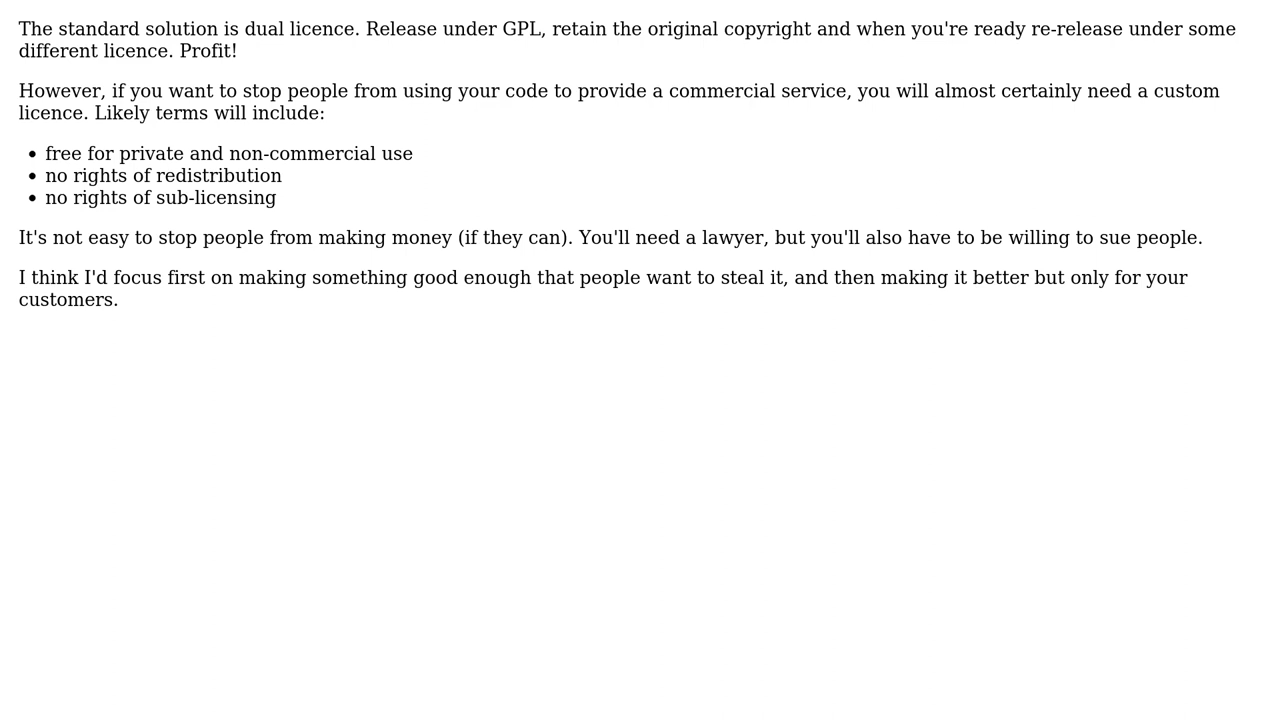 The standard solution is dual licence. Release under GPL, retain the original copyright and when you're ready re-release under some
different licence. Profit!
However, if you want to stop people from using your code to provide a commercial service, you will almost certainly need a custom
licence. Likely terms will include:
• free for private and non-commercial use
• no rights of redistribution
• no rights of sub-licensing
It's not easy to stop people from making money (if they can). You'll need a lawyer, but you'll also have to be willing to sue people.
I think I'd focus first on making something good enough that people want to steal it, and then making it better but only for your
customers.